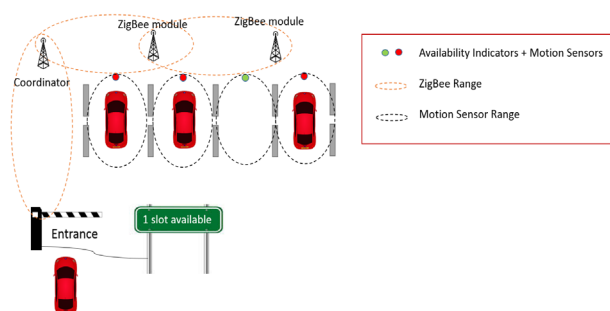 ZigBee module
ZigBee module
Coordinator
Availability Indicators + Motion Sensors
ZigBee Range
Motion Sensor Range
1 slot available
Entrance